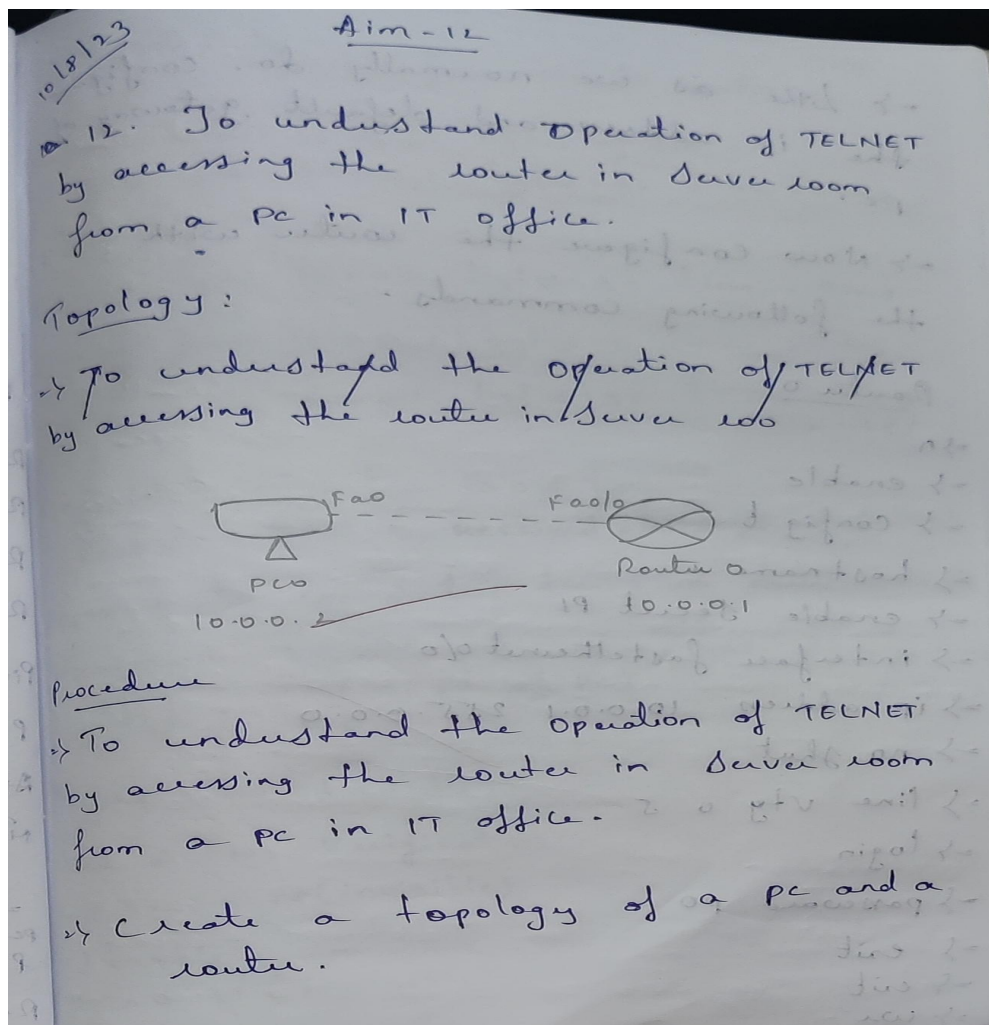 10/8/23
Aim - 12
12. To understand operation of TELNET
by accessing the router in Server room
from a PC in IT office.
Topology:
-> To understand the operation of TELNET
by accessing the router in Server roo
Fa0
Fa0/0
PC0
Router 0
10.0.0.2
10.0.0.1
Procedure
-> To understand the operation of TELNET
by accessing the router in Server room
from a PC in IT office.
-> Create a topology of a PC and a
router.